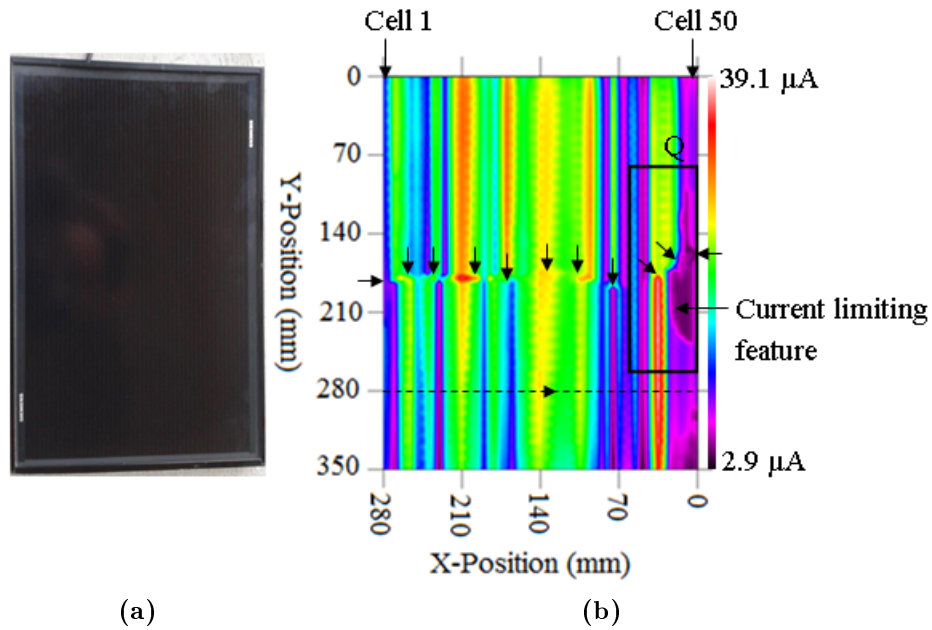 Cell 1
Cell 50
0
39.1 µA
70
Q
140
210
280
350
Y-Position (mm)
Current limiting
feature
2.9 µA
280
210
140
70
0
X-Position (mm)
(a)
(b)